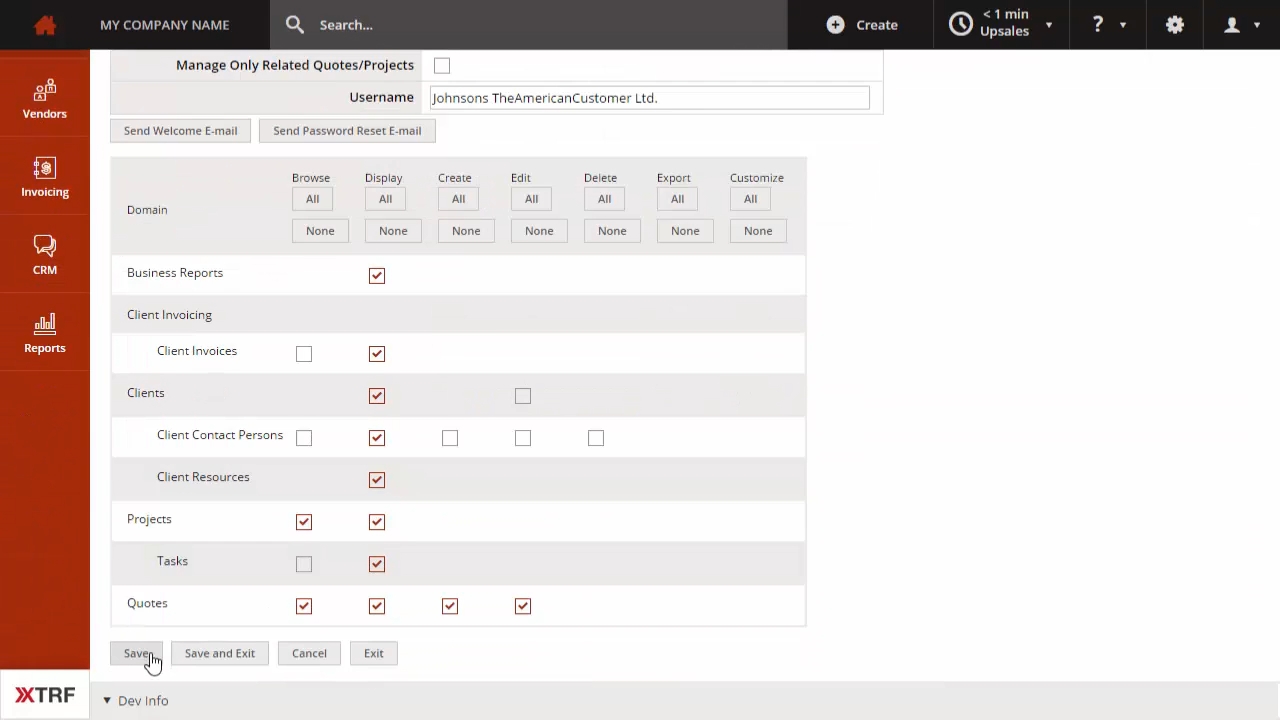 MY COMPANY NAME
Search...
Create
< 1 min
Upsales
?
Vendors
Invoicing
CRM
Reports
XTRF
Manage Only Related Quotes/Projects
Username Johnsons TheAmericanCustomer Ltd.
Send Welcome E-mail Send Password Reset E-mail
Domain
Browse Display Create Edit Delete Export Customize
All All All All All All All
None None None None None None None
Business Reports
Client Invoicing
Client Invoices
Clients
Client Contact Persons
Client Resources
Projects
Tasks
Quotes
Save Save and Exit Cancel Exit
Dev Info